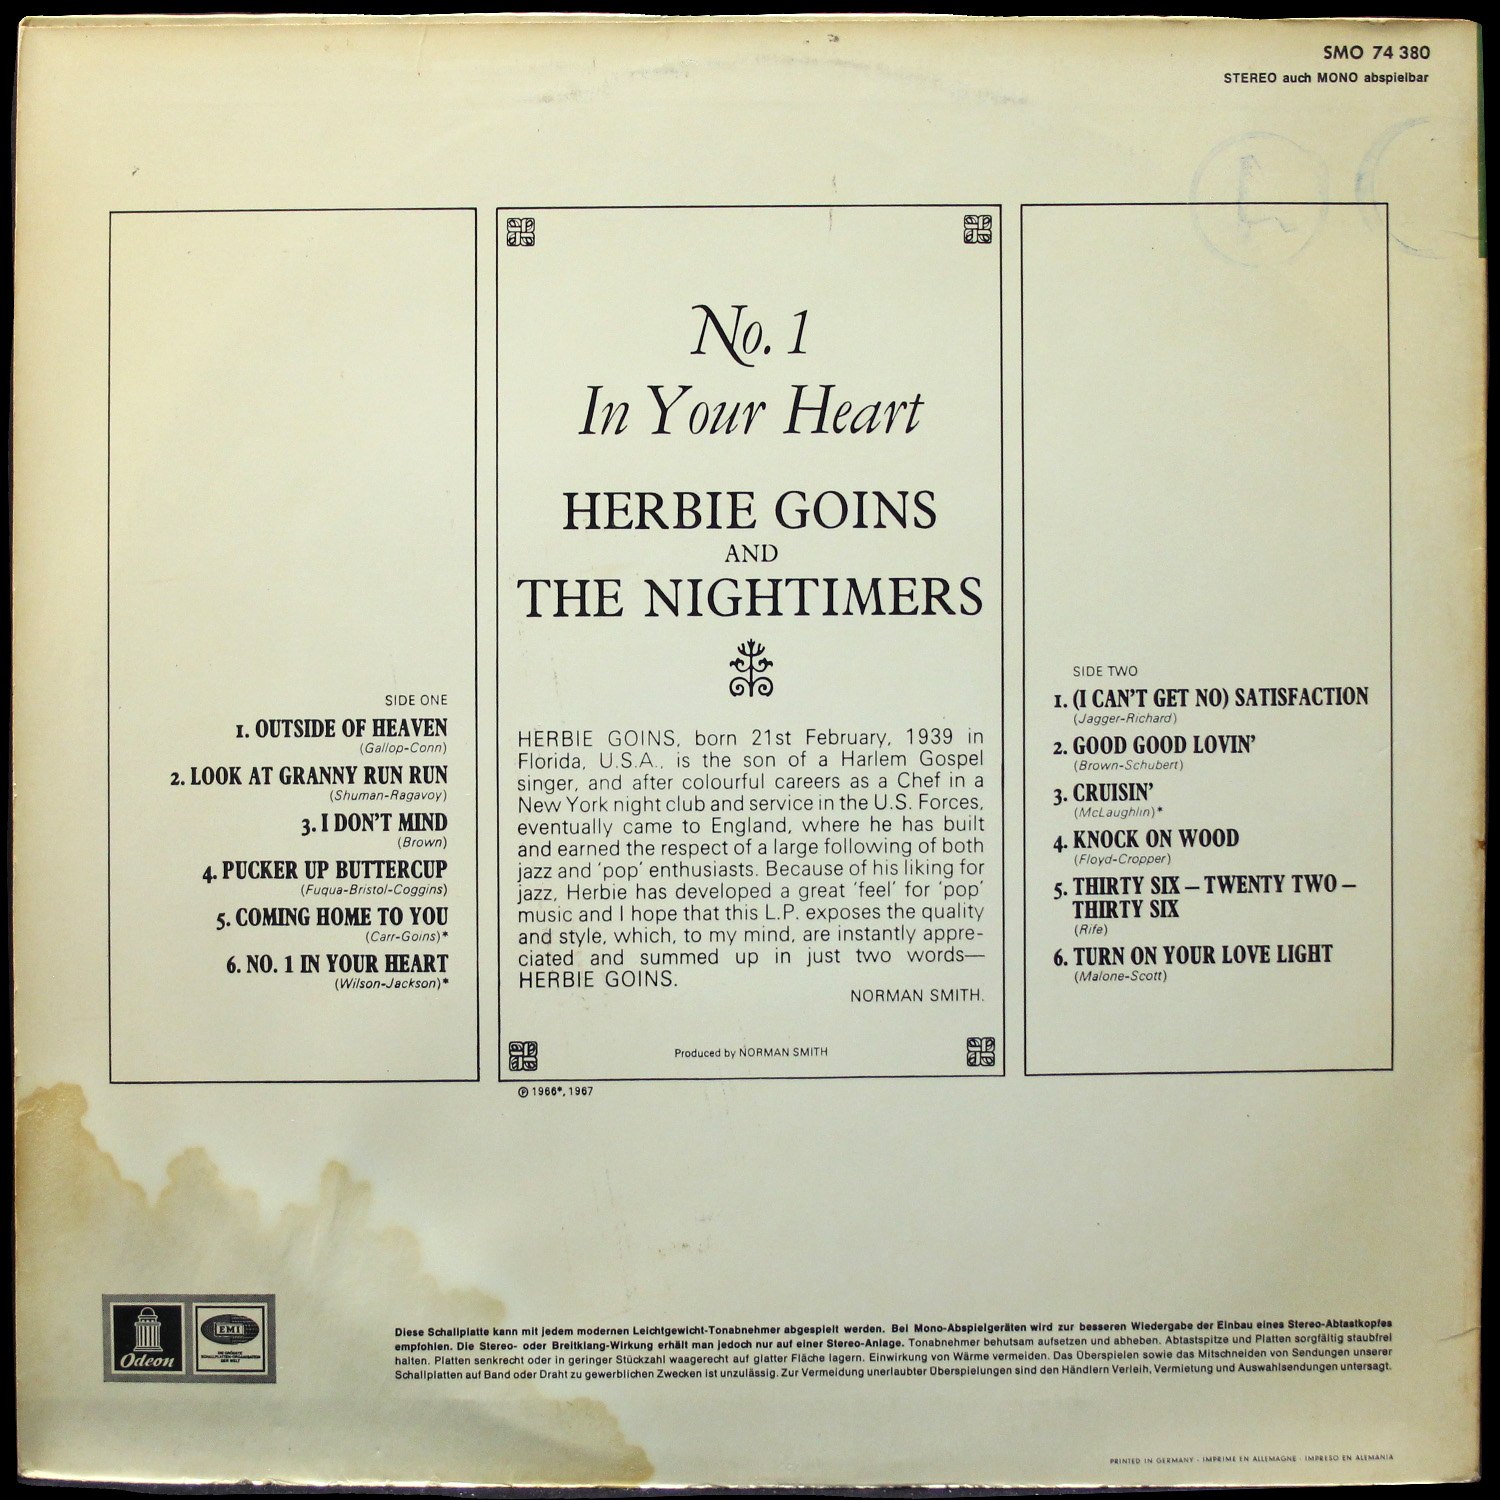 SMO 74 380
STEREO auch MONO abspielbar
SIDE ONE
1. OUTSIDE OF HEAVEN
(Gallop-Conn)
2. LOOK AT GRANNY RUN RUN
(Shuman-Ragavoy)
3. I DON'T MIND
(Brown)
4. PUCKER UP BUTTERCUP
(Fuqua-Bristol-Coggins)
5. COMING HOME TO YOU
(Carr-Goins)*
6. NO. 1 IN YOUR HEART
(Wilson-Jackson)*
No. 1
In Your Heart
HERBIE GOINS
AND
THE NIGHTIMERS
HERBIE GOINS, born 21st February, 1939 in
Florida, U.S.A., is the son of a Harlem Gospel
singer, and after colourful careers as a Chef in a
New York night club and service in the U.S. Forces,
eventually came to England, where he has built
and earned the respect of a large following of both
jazz and 'pop' enthusiasts. Because of his liking for
jazz, Herbie has developed a great 'feel' for 'pop'
music and I hope that this L.P. exposes the quality
and style, which, to my mind, are instantly appre-
ciated and summed up in just two words—
HERBIE GOINS.
NORMAN SMITH.
Produced by NORMAN SMITH
℗ 1966*, 1967
SIDE TWO
1. (I CAN'T GET NO) SATISFACTION
(Jagger-Richard)
2. GOOD GOOD LOVIN'
(Brown-Schubert)
3. CRUISIN'
(McLaughlin)*
4. KNOCK ON WOOD
(Floyd-Cropper)
5. THIRTY SIX – TWENTY TWO –
THIRTY SIX
(Rife)
6. TURN ON YOUR LOVE LIGHT
(Malone-Scott)
Odeon
EMI
DIE GRÖSSTE
SCHALLPLATTEN-ORGANISATION
DER WELT
Diese Schallplatte kann mit jedem modernen Leichtgewicht-Tonabnehmer abgespielt werden. Bei Mono-Abspielgeräten wird zur besseren Wiedergabe der Einbau eines Stereo-Abtastkopfes
empfohlen. Die Stereo- oder Breitklang-Wirkung erhält man jedoch nur auf einer Stereo-Anlage. Tonabnehmer behutsam aufsetzen und abheben. Abtastspitze und Platten sorgfältig staubfrei
halten. Platten senkrecht oder in geringer Stückzahl waagerecht auf glatter Fläche lagern. Einwirkung von Wärme vermeiden. Das Überspielen sowie das Mitschneiden von Sendungen unserer
Schallplatten auf Band oder Draht zu gewerblichen Zwecken ist unzulässig. Zur Vermeidung unerlaubter Überspielungen sind den Händlern Verleih, Vermietung und Auswahlsendungen untersagt.
PRINTED IN GERMANY · IMPRIME EN ALLEMAGNE · IMPRESO EN ALEMANIA